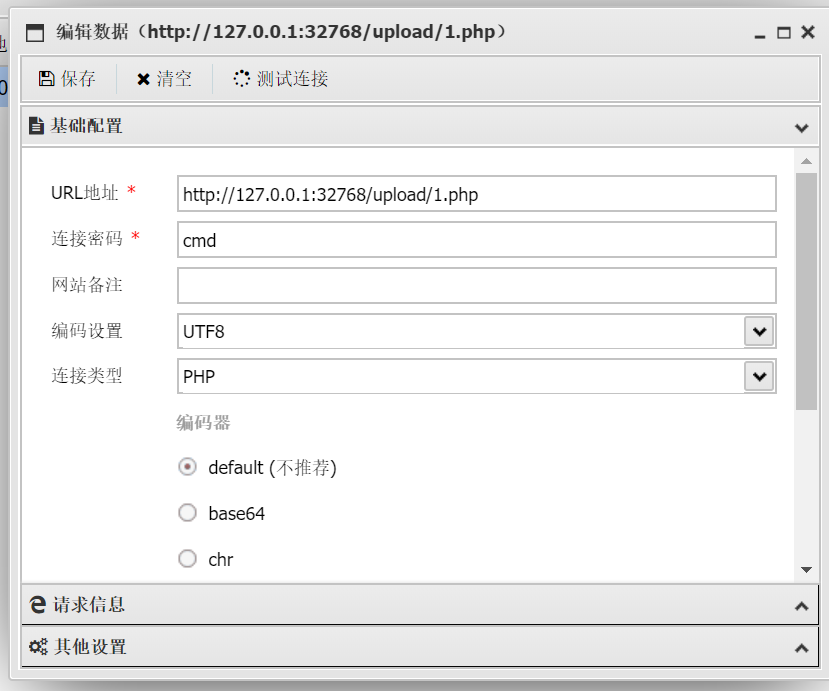 编辑数据（http://127.0.0.1:32768/upload/1.php）
保存 清空 测试连接
基础配置
URL地址 * http://127.0.0.1:32768/upload/1.php
连接密码 * cmd
网站备注
编码设置 UTF8
连接类型 PHP
编码器
default (不推荐)
base64
chr
请求信息
其他设置